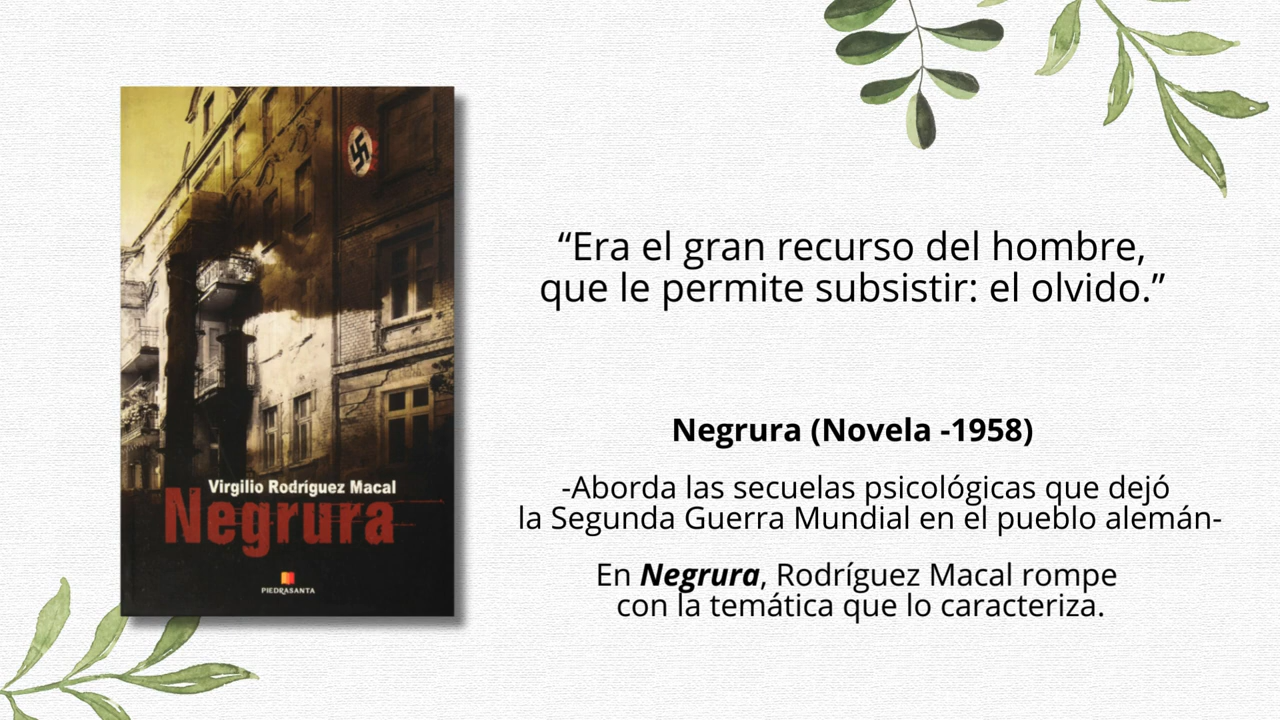 Virgilio Rodríguez Macal
Negrura
PIEDRASANTA
“Era el gran recurso del hombre,
que le permite subsistir: el olvido.”
Negrura (Novela -1958)
-Aborda las secuelas psicológicas que dejó
la Segunda Guerra Mundial en el pueblo alemán-
En Negrura, Rodríguez Macal rompe
con la temática que lo caracteriza.